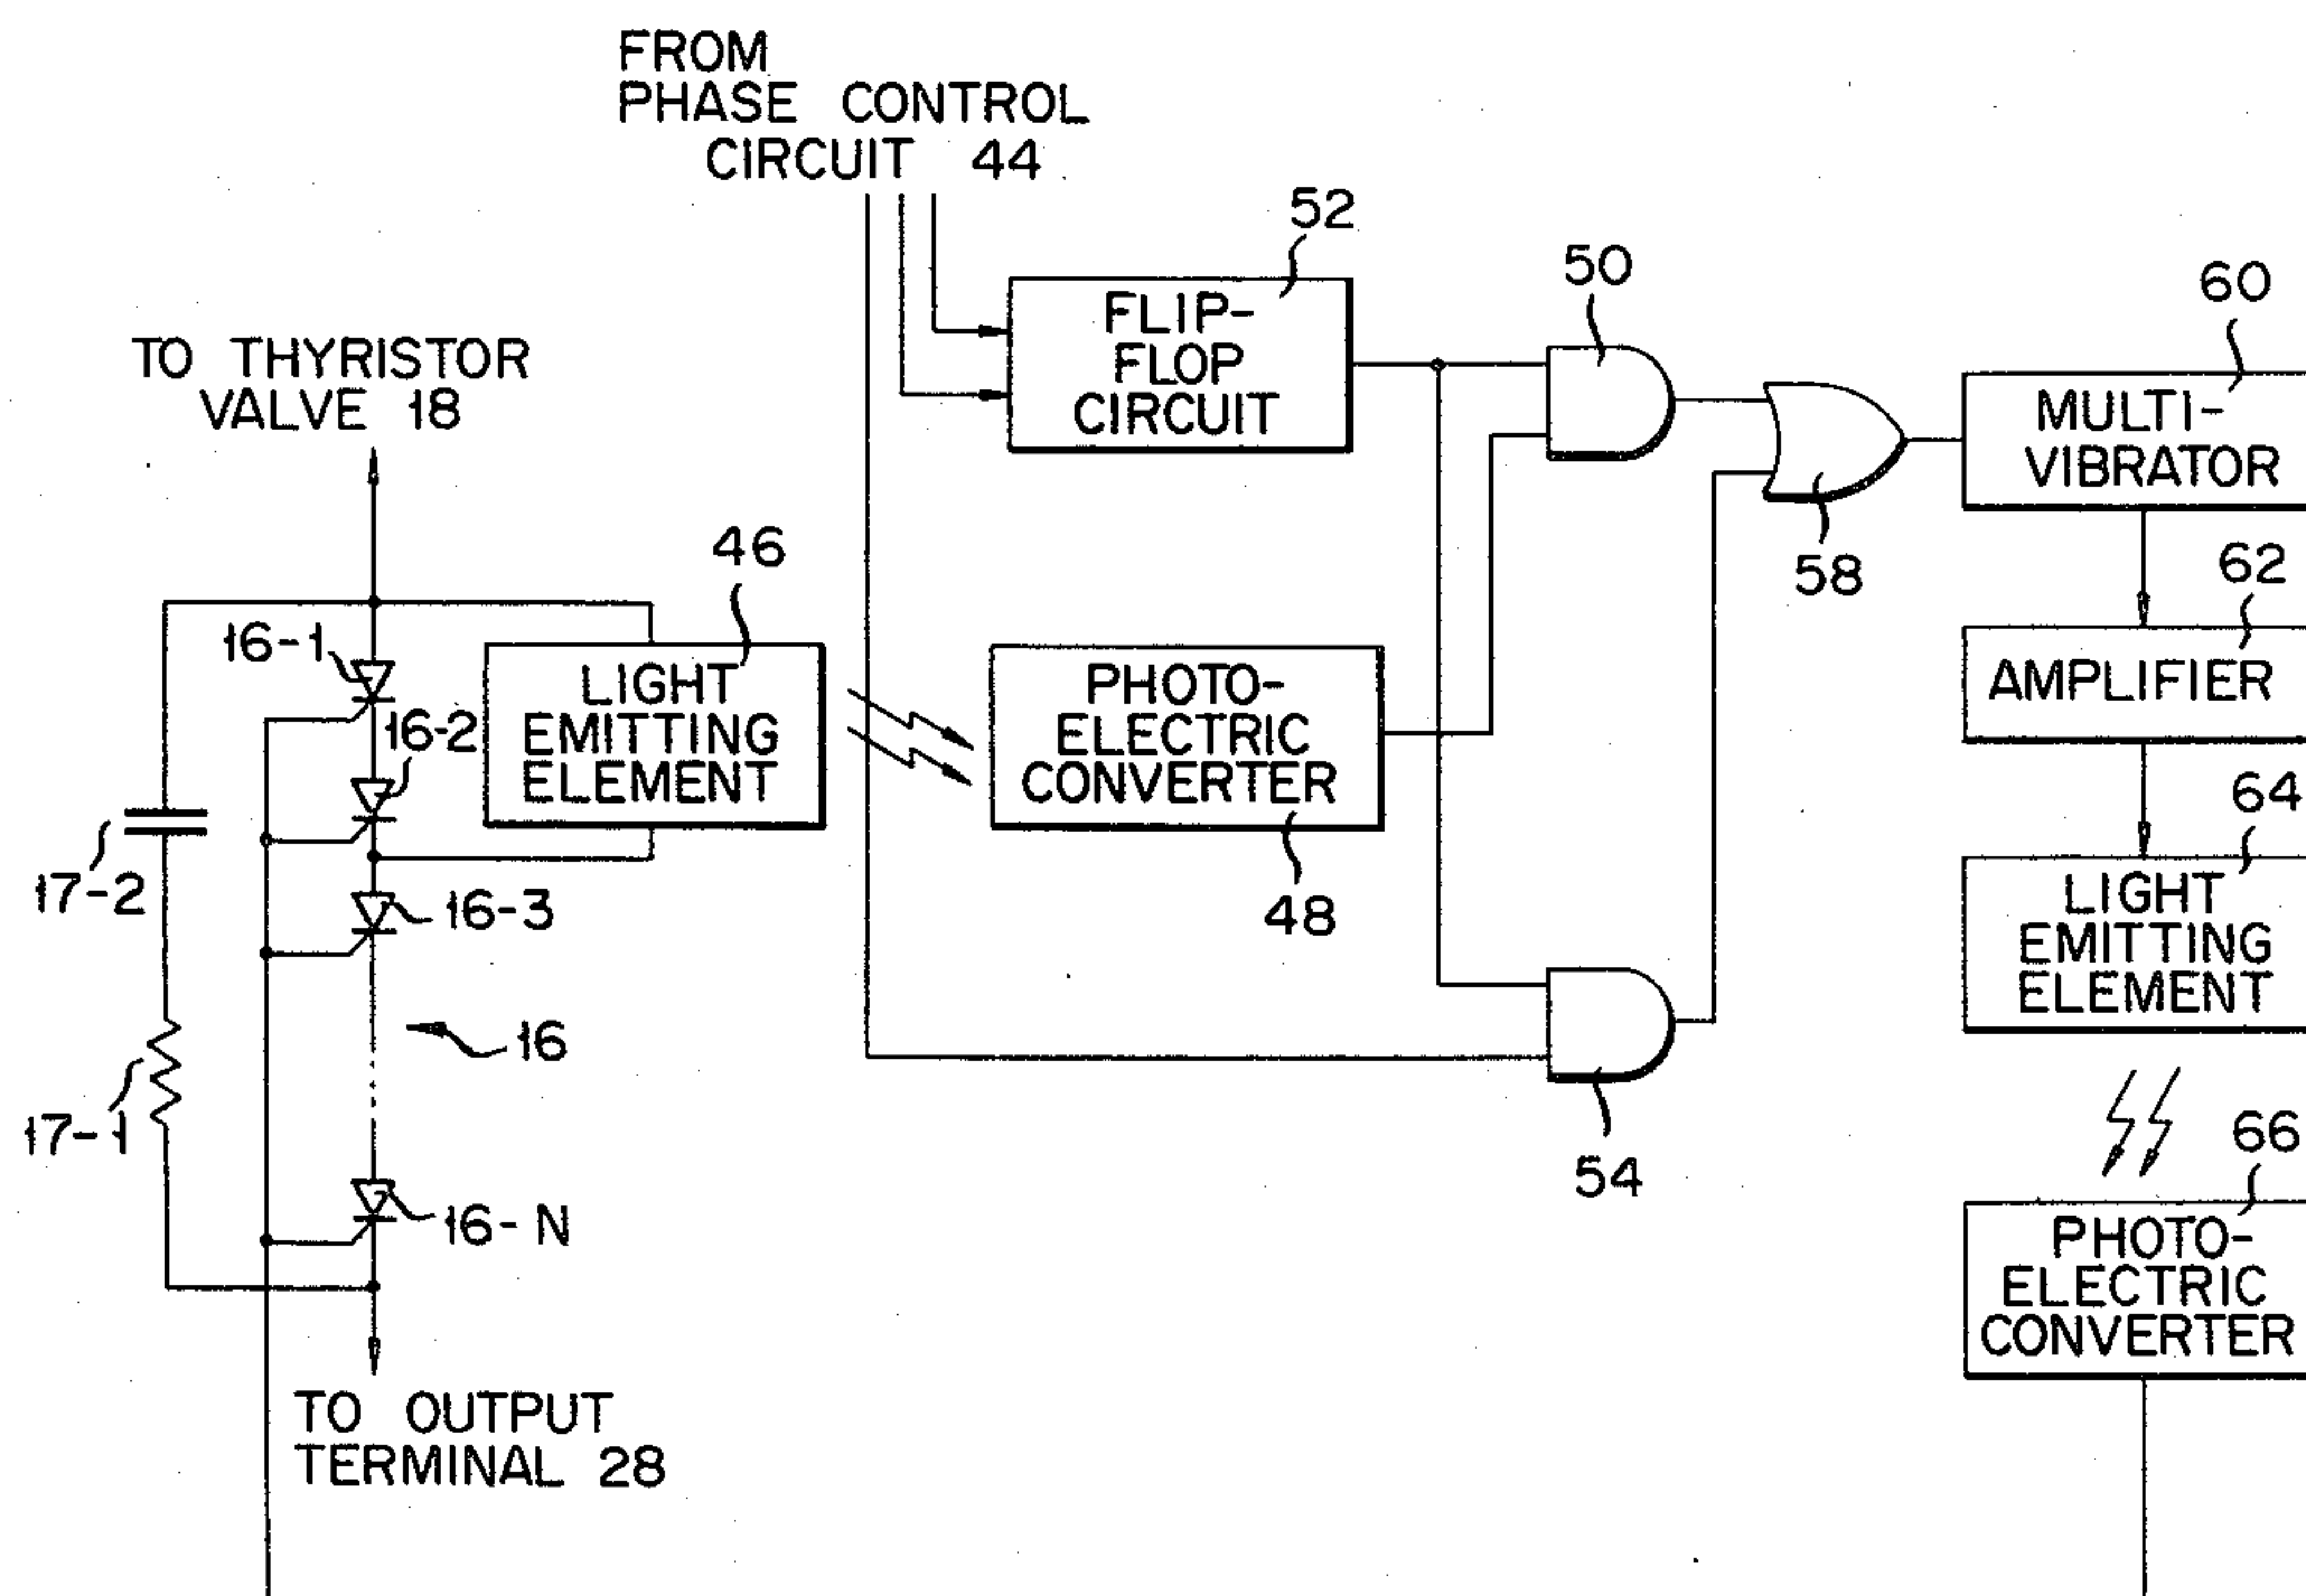 FROM
PHASE CONTROL
CIRCUIT 44
52
50
60
FLIP-
FLOP
CIRCUIT
TO THYRISTOR
VALVE 18
MULTI-
VIBRATOR
58
46
62
16-1
LIGHT
EMITTING
ELEMENT
PHOTO-
ELECTRIC
CONVERTER
AMPLIFIER
16-2
64
17-2
16-3
48
LIGHT
EMITTING
ELEMENT
16
17-1
54
66
16-N
PHOTO-
ELECTRIC
CONVERTER
TO OUTPUT
TERMINAL 28